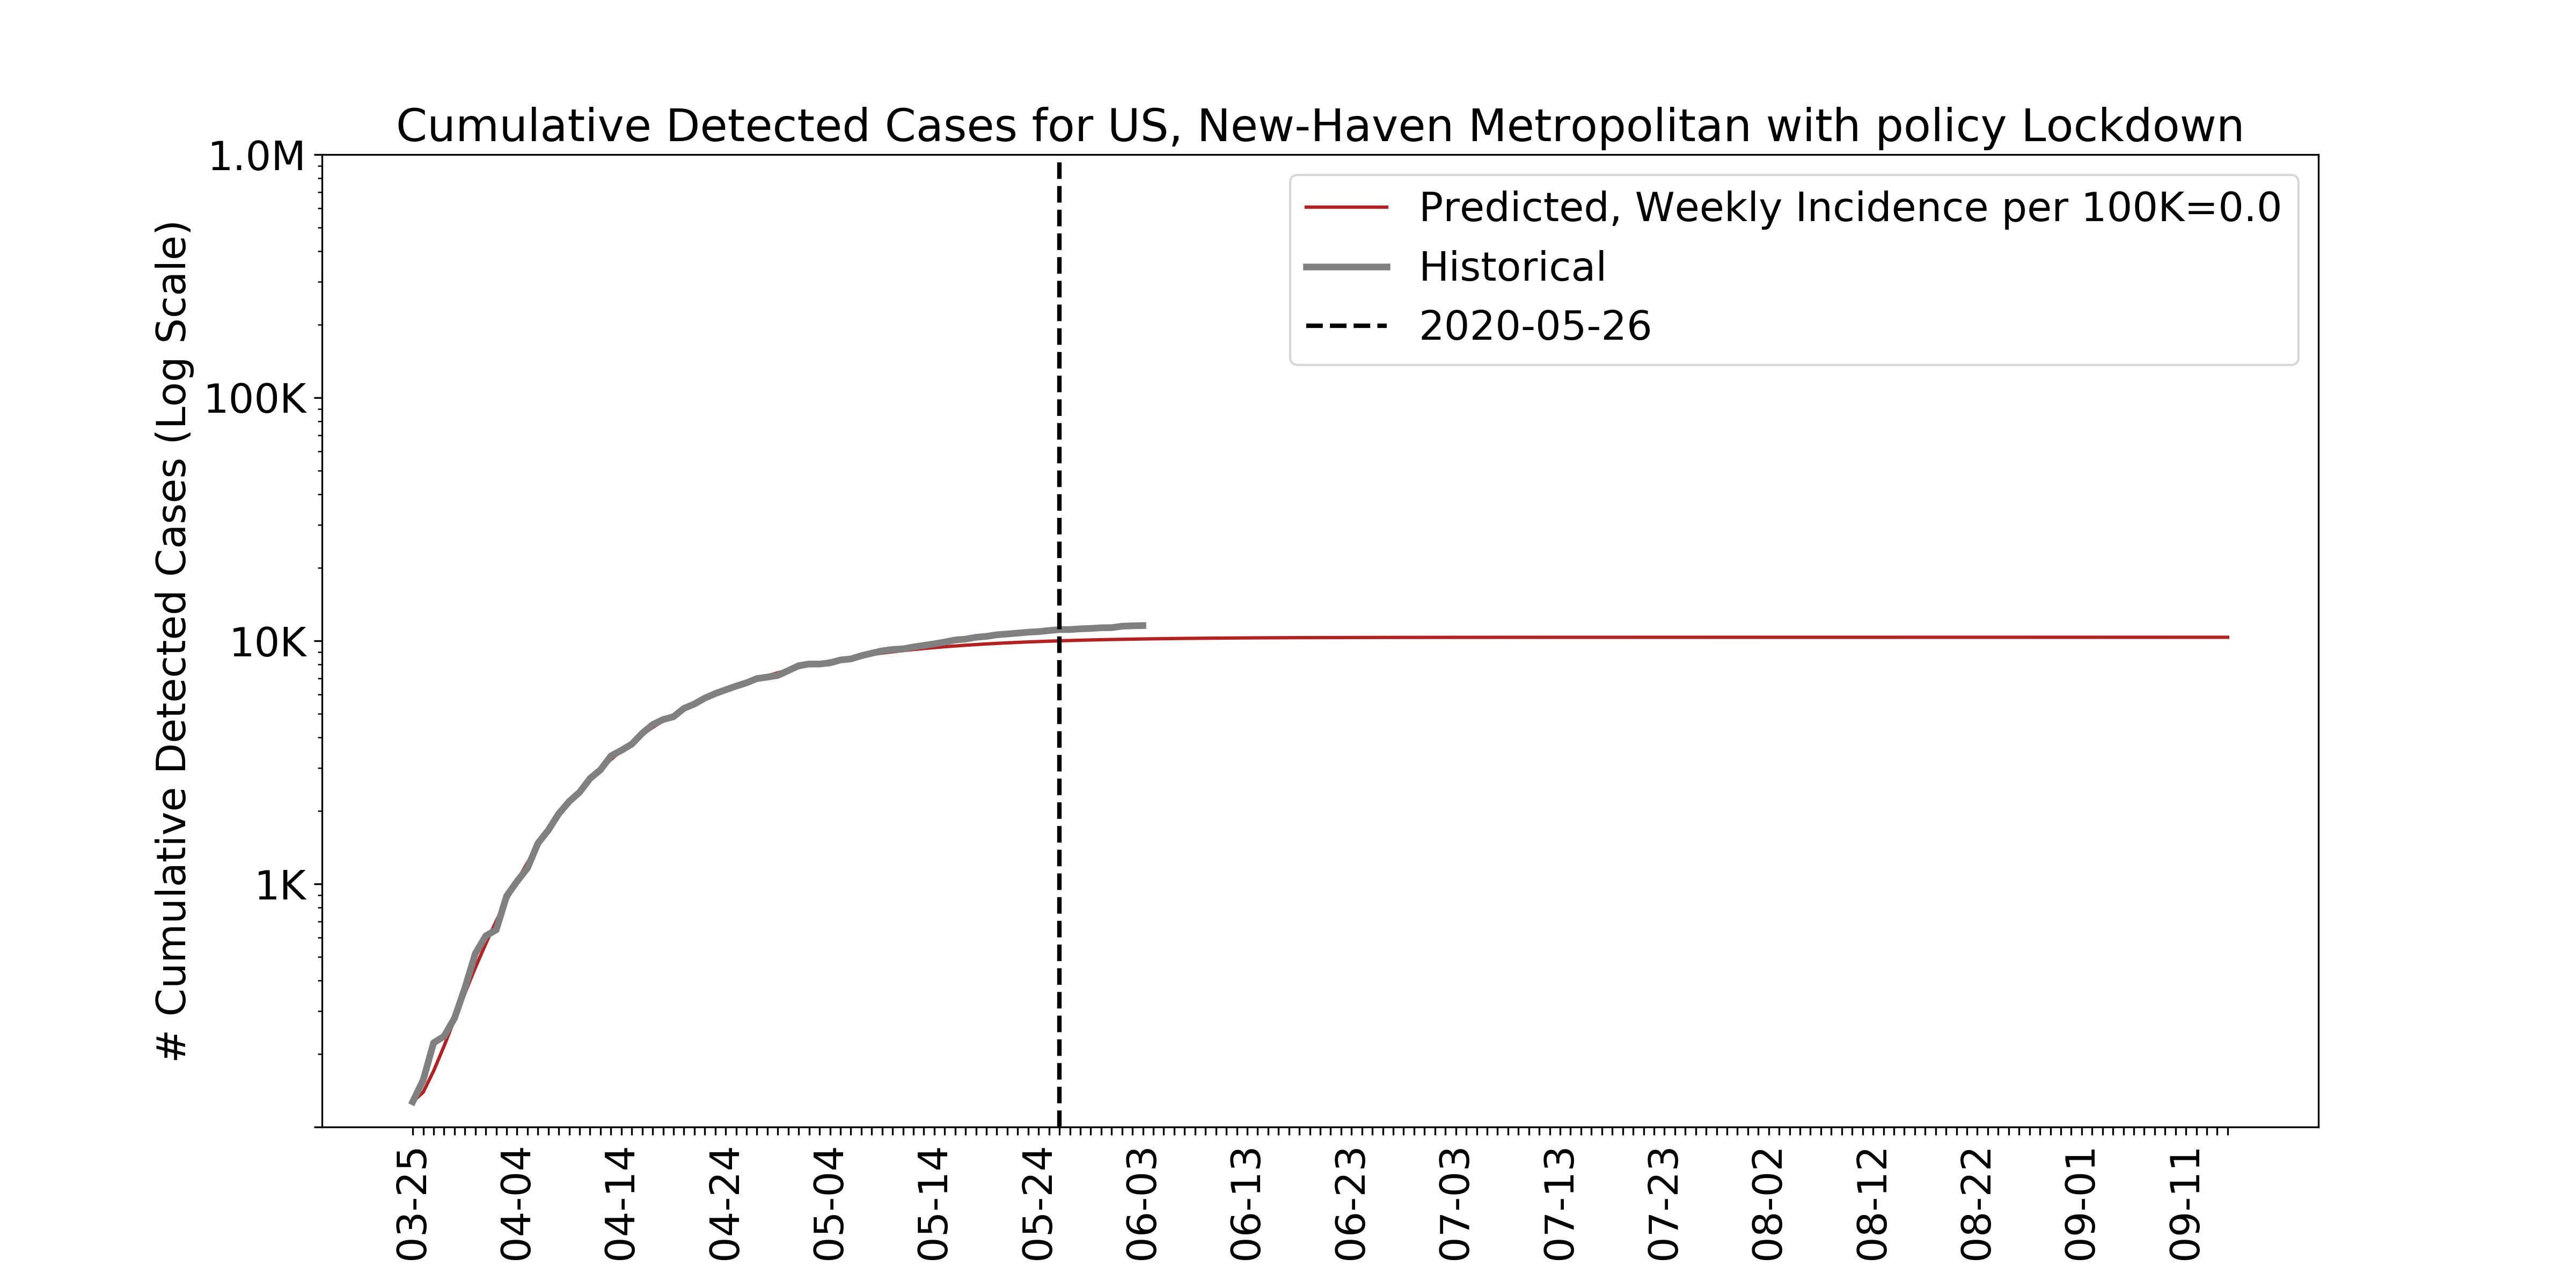 Cumulative Detected Cases for US, New-Haven Metropolitan with policy Lockdown
# Cumulative Detected Cases (Log Scale)
1.0M
100K
10K
1K
Predicted, Weekly Incidence per 100K=0.0
Historical
2020-05-26
03-25
04-04
04-14
04-24
05-04
05-14
05-24
06-03
06-13
06-23
07-03
07-13
07-23
08-02
08-12
08-22
09-01
09-11